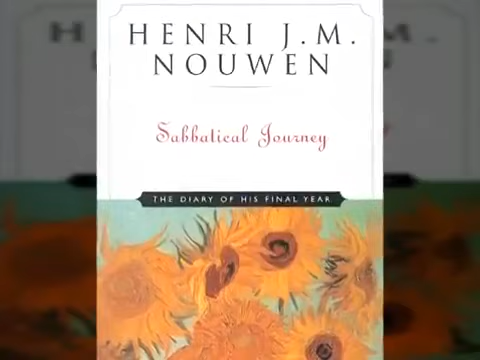 HENRI J.M.
NOUWEN
Sabbatical Journey
THE DIARY OF HIS FINAL YEAR